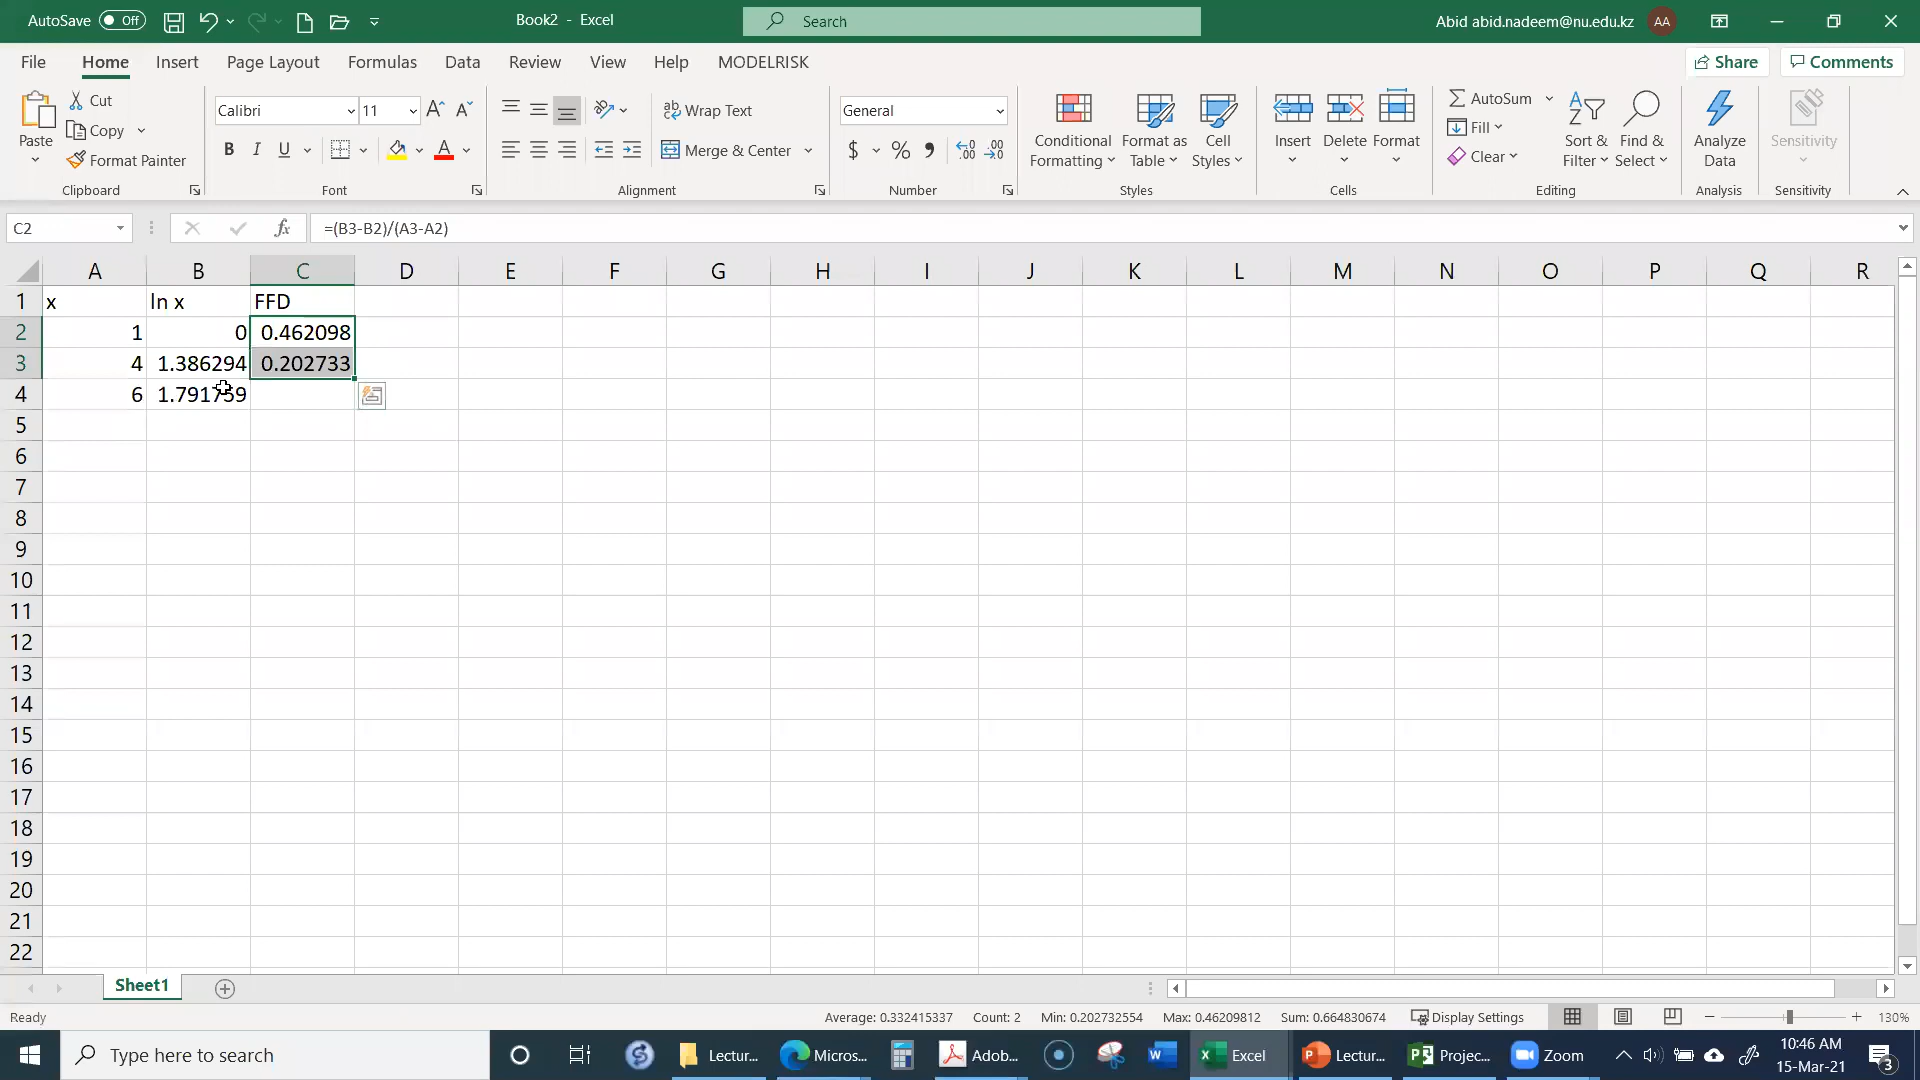 AutoSave Off
Book2 - Excel
Search
Abid abid.nadeem@nu.edu.kz AA
File Home Insert Page Layout Formulas Data Review View Help MODELRISK
Share Comments
Paste
Cut
Copy
Format Painter
Clipboard
Calibri 11
B I U A
Font
Wrap Text
Merge & Center
Alignment
General
$ % 9
Number
Conditional Formatting
Format as Table
Cell Styles
Styles
Insert Delete Format
Cells
AutoSum
Fill
Clear
Sort & Filter
Find & Select
Editing
Analyze Data
Analysis
Sensitivity
Sensitivity
C2 fx =(B3-B2)/(A3-A2)
A B C D E F G H I J K L M N O P Q R
1 x ln x FFD
2 1 0 0.462098
3 4 1.386294 0.202733
4 6 1.791759
5
6
7
8
9
10
11
12
13
14
15
16
17
18
19
20
21
22
Sheet1
Ready Average: 0.332415337 Count: 2 Min: 0.202732554 Max: 0.46209812 Sum: 0.664830674 Display Settings 130%
Type here to search Lectur... Micros... Adob... Excel Lectur... Projec... Zoom
10:46 AM
15-Mar-21
3